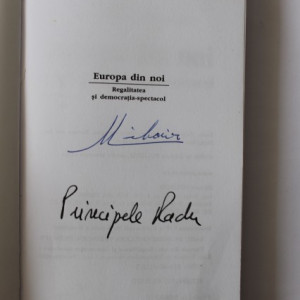 Europa din noi
Regalitatea
și democrația-spectacol
Mihai R
Principele Radu